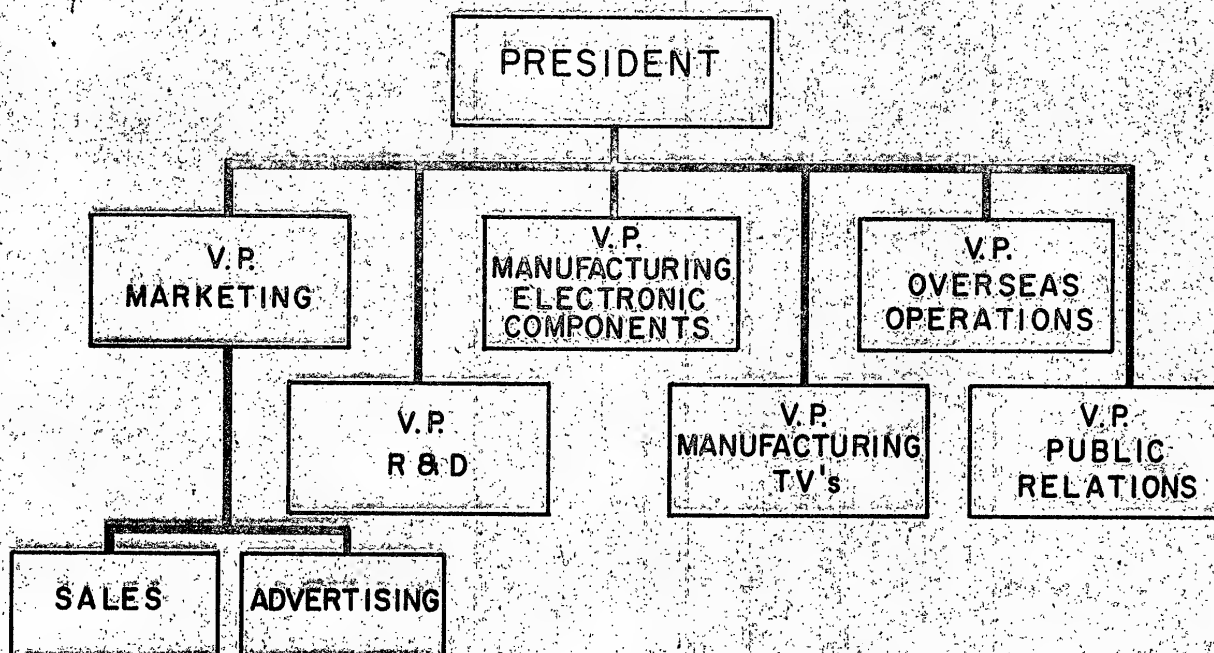 PRESIDENT
V.P.
MARKETING
V.P.
MANUFACTURING
ELECTRONIC
COMPONENTS
V.P.
OVERSEAS
OPERATIONS
V.P.
R & D
V.P.
MANUFACTURING
TV's
V.P.
PUBLIC
RELATIONS
SALES
ADVERTISING